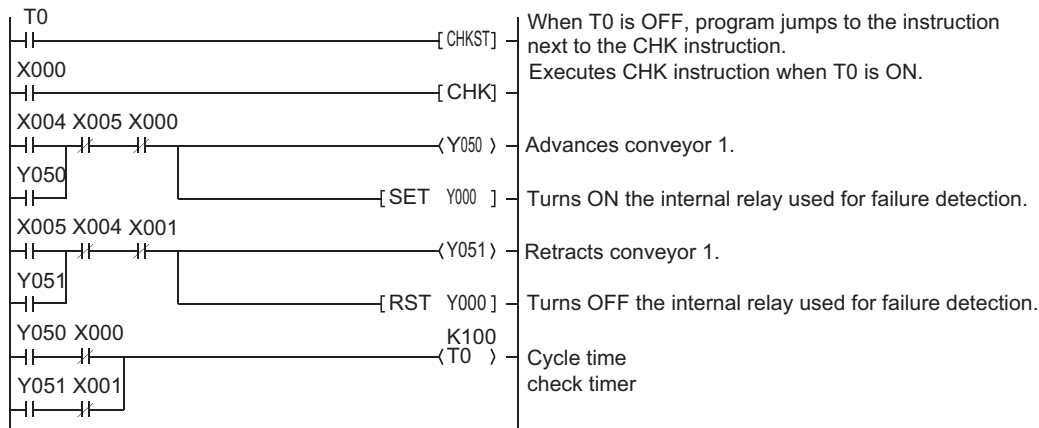 T0
[ CHKST]
When T0 is OFF, program jumps to the instruction
next to the CHK instruction.
X000
[ CHK]
Executes CHK instruction when T0 is ON.
X004 X005 X000
Y050
Advances conveyor 1.
Y050
[ SET Y000 ]
Turns ON the internal relay used for failure detection.
X005 X004 X001
Y051
Retracts conveyor 1.
Y051
[ RST Y000 ]
Turns OFF the internal relay used for failure detection.
Y050 X000
K100
T0
Cycle time
check timer
Y051 X001